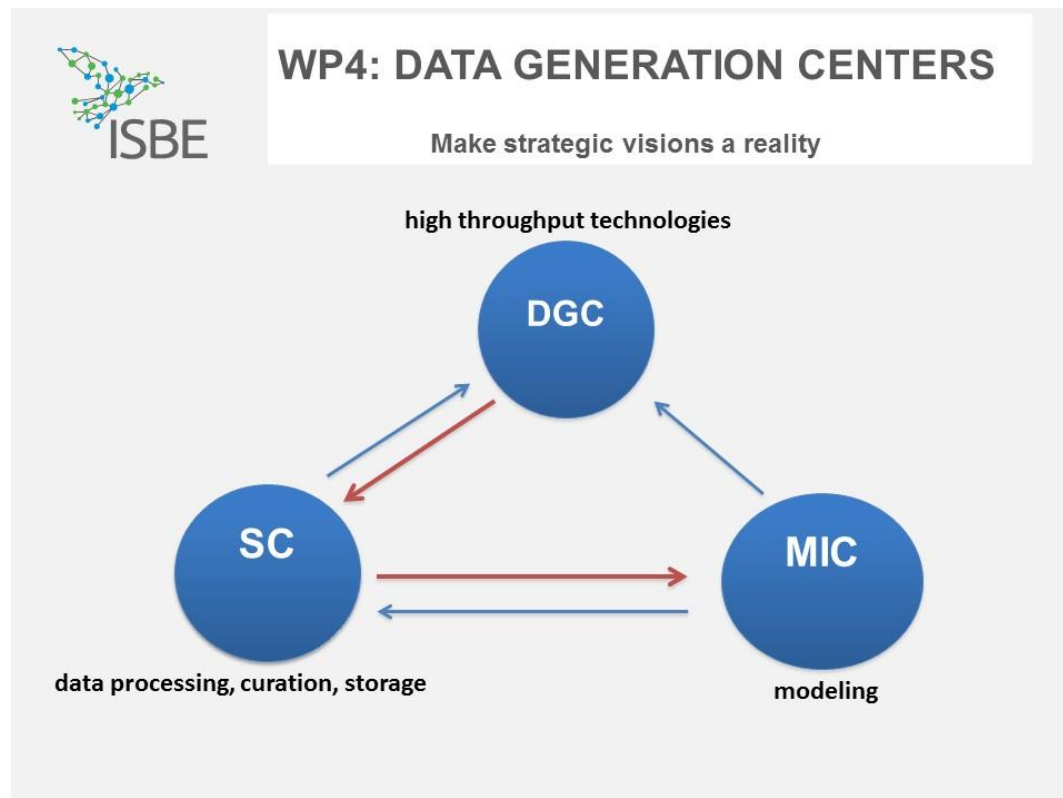 ISBE
WP4: DATA GENERATION CENTERS
Make strategic visions a reality
high throughput technologies
DGC
SC
MIC
data processing, curation, storage
modeling